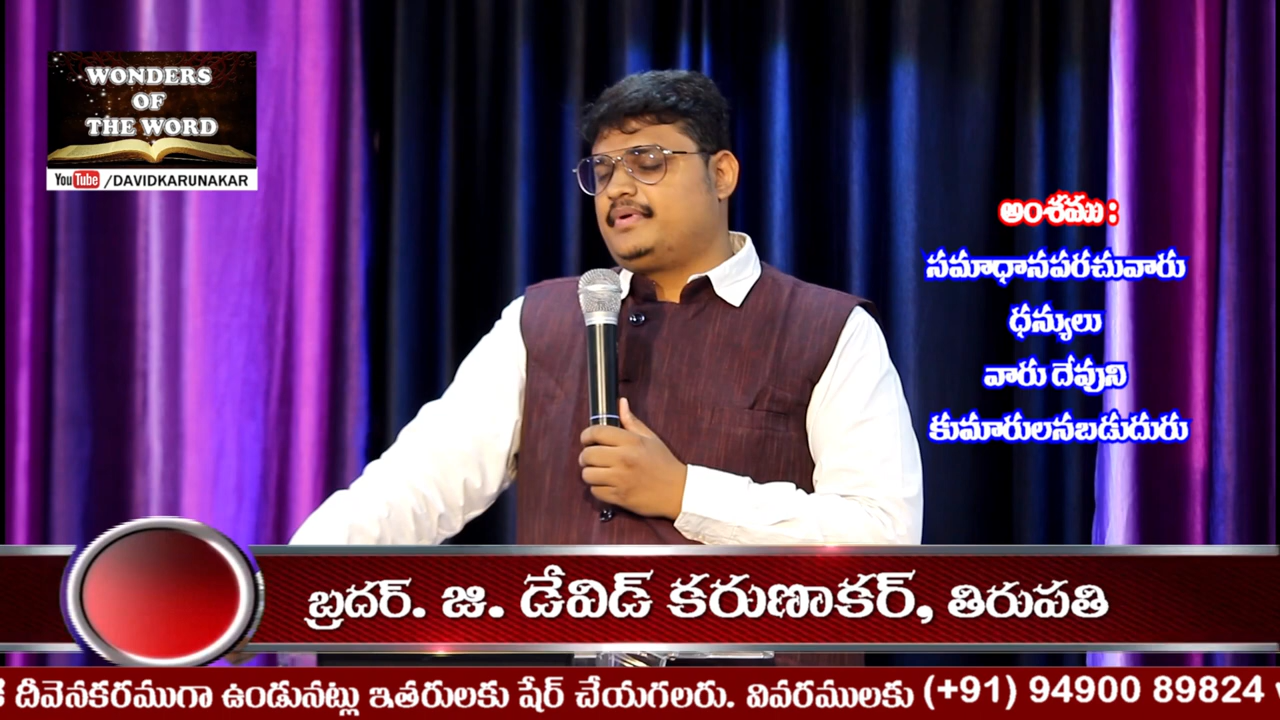 WONDERS
OF
THE WORD
YouTube /DAVIDKARUNAKAR
అంశము :
సమాధానపరచువారు
ధన్యులు
వారు దేవుని
కుమారులనబడుదురు
బ్రదర్. జి. డేవిడ్ కరుణాకర్, తిరుపతి
దీవెనకరముగా ఉండునట్లు ఇతరులకు షేర్ చేయగలరు. వివరములకు (+91) 94900 89824